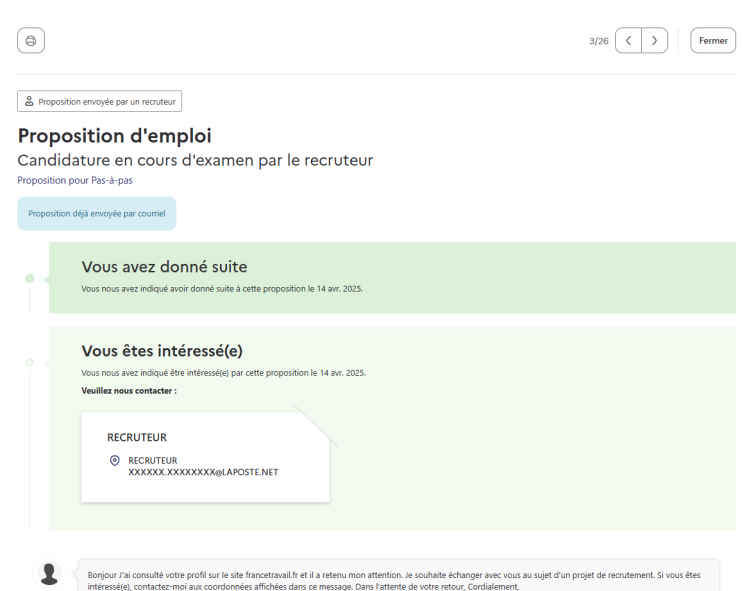 3/26
Fermer
Proposition envoyée par un recruteur
Proposition d'emploi
Candidature en cours d'examen par le recruteur
Proposition pour Pas-à-pas
Proposition déjà envoyée par courriel
Vous avez donné suite
Vous nous avez indiqué avoir donné suite à cette proposition le 14 avr. 2025.
Vous êtes intéressé(e)
Vous nous avez indiqué être intéressé(e) par cette proposition le 14 avr. 2025.
Veuillez nous contacter :
RECRUTEUR
RECRUTEUR
XXXXXX.XXXXXXXX@LAPOSTE.NET
Bonjour J'ai consulté votre profil sur le site francetravail.fr et il a retenu mon attention. Je souhaite échanger avec vous au sujet d'un projet de recrutement. Si vous êtes
intéressé(e), contactez-moi aux coordonnées affichées dans ce message. Dans l'attente de votre retour, Cordialement,